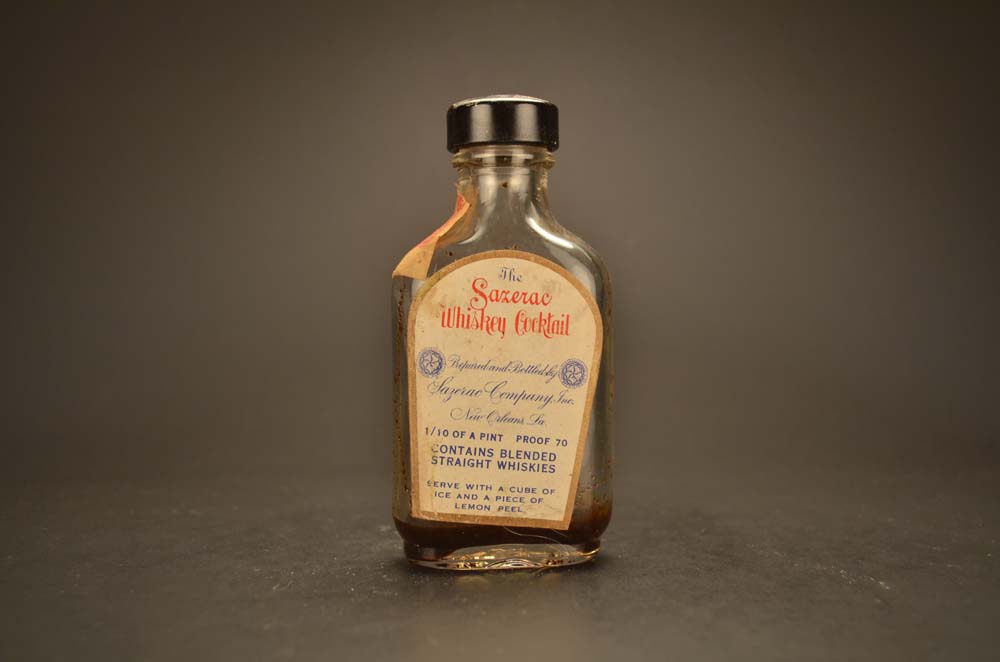 The
Sazerac
Whiskey Cocktail
Prepared and Bottled by
Sazerac Company, Inc.
New Orleans, La.
1/10 OF A PINT PROOF 70
CONTAINS BLENDED
STRAIGHT WHISKIES
SERVE WITH A CUBE OF
ICE AND A PIECE OF
LEMON PEEL